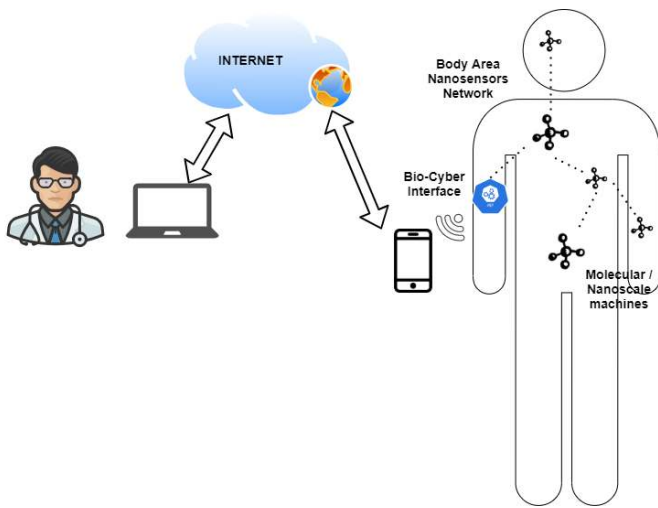 INTERNET
Body Area
Nanosensors
Network
Bio-Cyber
Interface
Molecular /
Nanoscale
machines